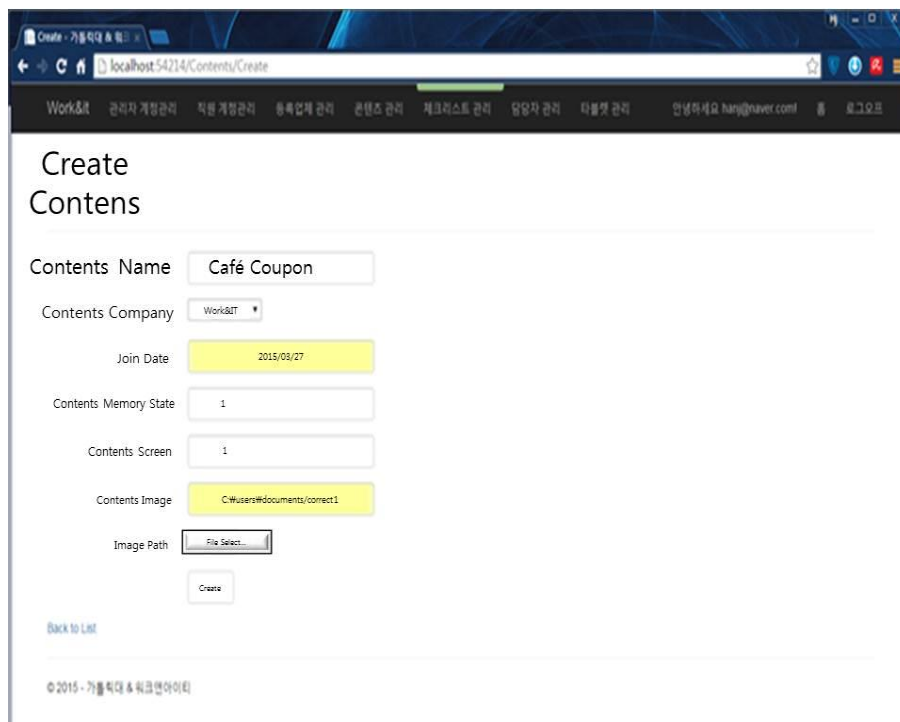 Create - 가톨릭대 & 워크
localhost:54214/Contents/Create
Work&It 관리자 계정관리 직원 계정관리 등록업체 관리 콘텐츠 관리 체크리스트 관리 담당자 관리 타블렛 관리 안녕하세요 hanj@naver.com! 홈 로그오프
Create
Contens
Contents Name Café Coupon
Contents Company Work&IT
Join Date 2015/03/27
Contents Memory State 1
Contents Screen 1
Contents Image C:₩users₩documents/correct1
Image Path File Select...
Create
Back to List
© 2015 - 가톨릭대 & 워크앤아이티